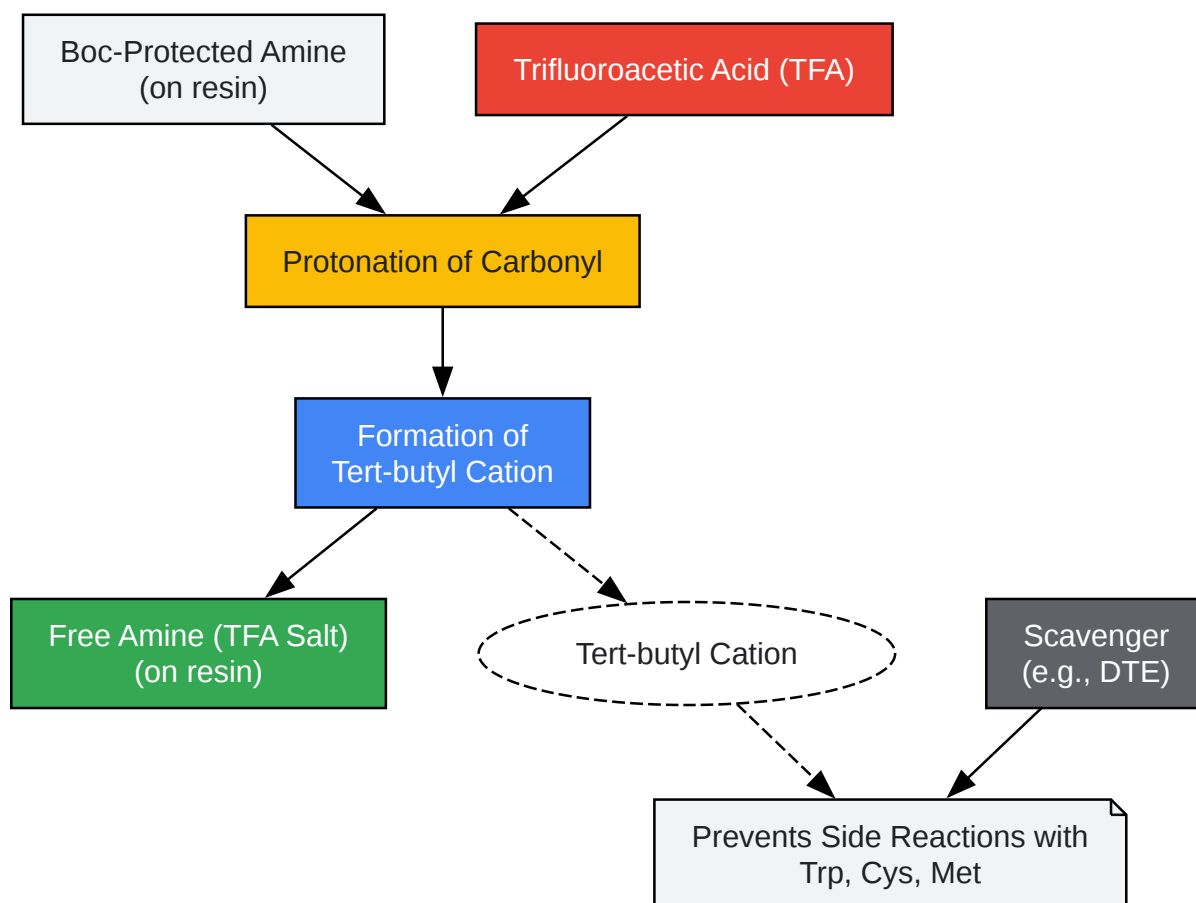 Boc-Protected Amine
(on resin)
Trifluoroacetic Acid (TFA)
Protonation of Carbonyl
Formation of
Tert-butyl Cation
Free Amine (TFA Salt)
(on resin)
Tert-butyl Cation
Scavenger
(e.g., DTE)
Prevents Side Reactions with
Trp, Cys, Met